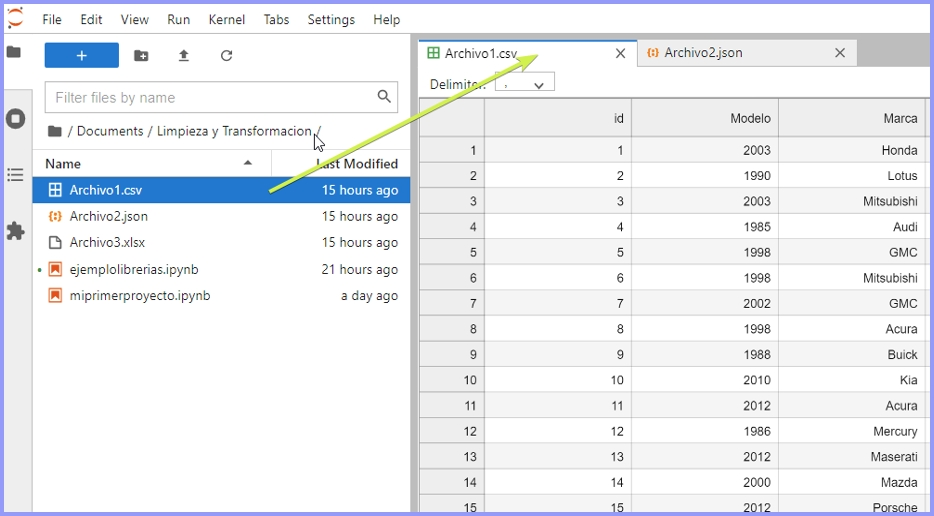 File Edit View Run Kernel Tabs Settings Help
+
Filter files by name
/ Documents / Limpieza y Transformacion /
Name Last Modified
Archivo1.csv 15 hours ago
Archivo2.json 15 hours ago
Archivo3.xlsx 15 hours ago
ejemplolibrerias.ipynb 21 hours ago
miprimerproyecto.ipynb a day ago
Archivo1.csv Archivo2.json
Delimiter: ,
id Modelo Marca
1 1 2003 Honda
2 2 1990 Lotus
3 3 2003 Mitsubishi
4 4 1985 Audi
5 5 1998 GMC
6 6 1998 Mitsubishi
7 7 2002 GMC
8 8 1998 Acura
9 9 1988 Buick
10 10 2010 Kia
11 11 2012 Acura
12 12 1986 Mercury
13 13 2012 Maserati
14 14 2000 Mazda
15 15 2012 Porsche